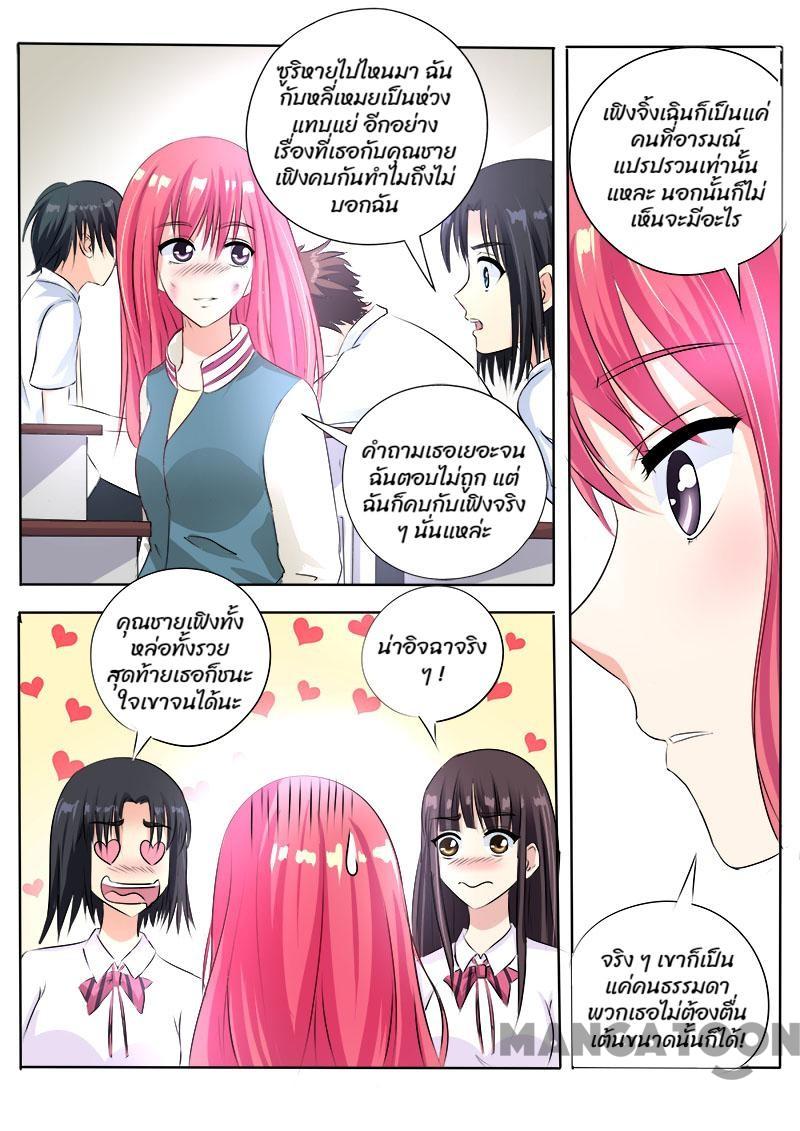 ซูริหายไปไหนมา ฉัน
กับหลี่เหมยเป็นห่วง
แทบแย่ อีกอย่าง
เรื่องที่เธอกับคุณชาย
เฟิงคบกันทำไมถึงไม่
บอกฉัน
คำถามเธอเยอะจน
ฉันตอบไม่ถูก แต่
ฉันก็คบกับเฟิงจริง
ๆ นั่นแหล่ะ
คุณชายเฟิงทั้ง
หล่อทั้งรวย
สุดท้ายเธอก็ชนะ
ใจเขาจนได้นะ
น่าอิจฉาจริง
ๆ !
เฟิงจิ้งเฉินก็เป็นแค่
คนที่อารมณ์
แปรปรวนเท่านั้น
แหละ นอกนั้นก็ไม่
เห็นจะมีอะไร
จริง ๆ เขาก็เป็น
แค่คนธรรมดา
พวกเธอไม่ต้องตื่น
เต้นขนาดนั้นก็ได้!
MANGATOON